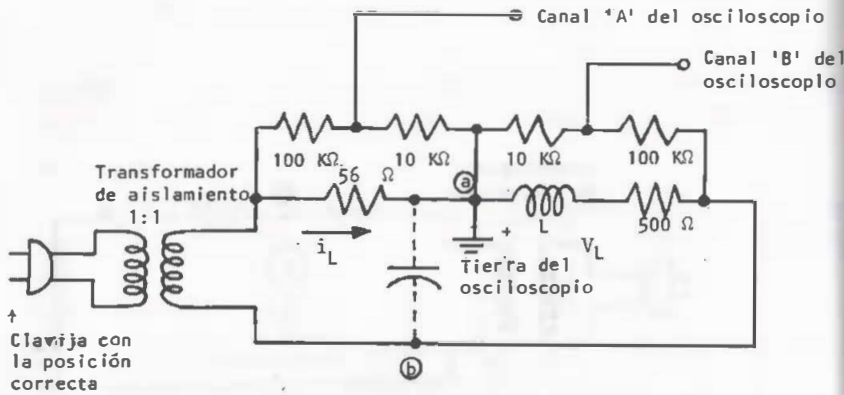 Canal 'A' del osciloscopio
Canal 'B' del
osciloscopio
100 KΩ
10 KΩ
10 KΩ
100 KΩ
Transformador
de aislamiento
1:1
56 Ω
a
+
L
500 Ω
i_L
V_L
Tierra del
osciloscopio
Clavija con
la posición
correcta
b